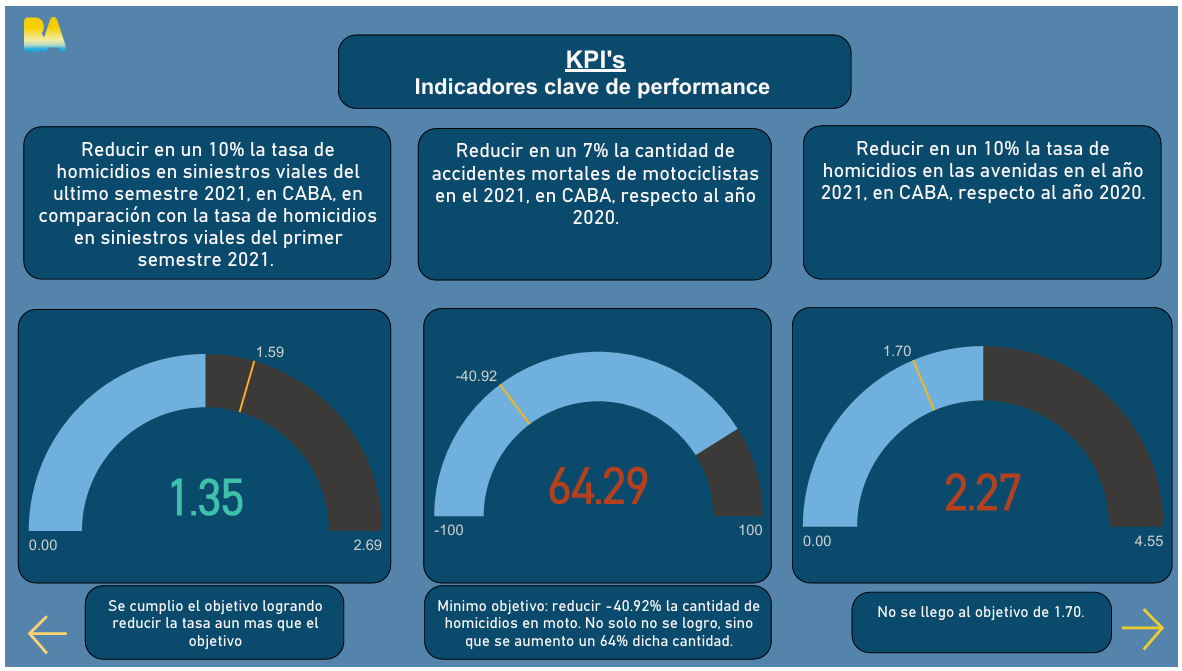 BA
KPI's
Indicadores clave de performance
Reducir en un 10% la tasa de
homicidios en siniestros viales del
ultimo semestre 2021, en CABA, en
comparación con la tasa de homicidios
en siniestros viales del primer
semestre 2021.
Reducir en un 7% la cantidad de
accidentes mortales de motociclistas
en el 2021, en CABA, respecto al año
2020.
Reducir en un 10% la tasa de
homicidios en las avenidas en el año
2021, en CABA, respecto al año 2020.
1.59
1.35
0.00
2.69
-40.92
64.29
-100
100
1.70
2.27
0.00
4.55
Se cumplio el objetivo logrando
reducir la tasa aun mas que el
objetivo
Minimo objetivo: reducir -40.92% la cantidad de
homicidios en moto. No solo no se logro, sino
que se aumento un 64% dicha cantidad.
No se llego al objetivo de 1.70.